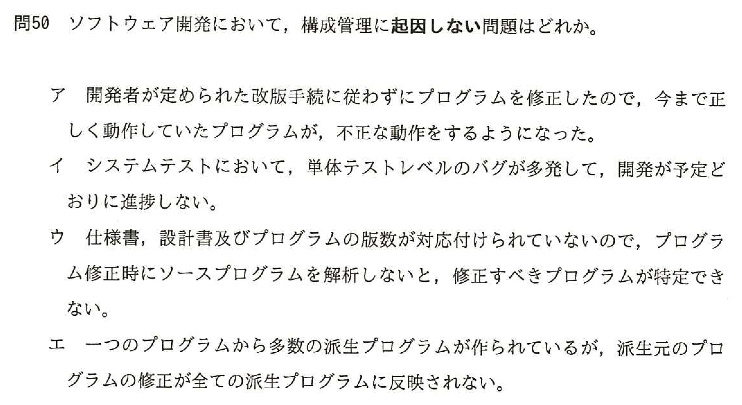 問50 ソフトウェア開発において，構成管理に起因しない問題はどれか。
ア 開発者が定められた改版手続に従わずにプログラムを修正したので，今まで正
しく動作していたプログラムが，不正な動作をするようになった。
イ システムテストにおいて，単体テストレベルのバグが多発して，開発が予定ど
おりに進捗しない。
ウ 仕様書，設計書及びプログラムの版数が対応付けられていないので，プログラ
ム修正時にソースプログラムを解析しないと，修正すべきプログラムが特定でき
ない。
エ 一つのプログラムから多数の派生プログラムが作られているが，派生元のプロ
グラムの修正が全ての派生プログラムに反映されない。